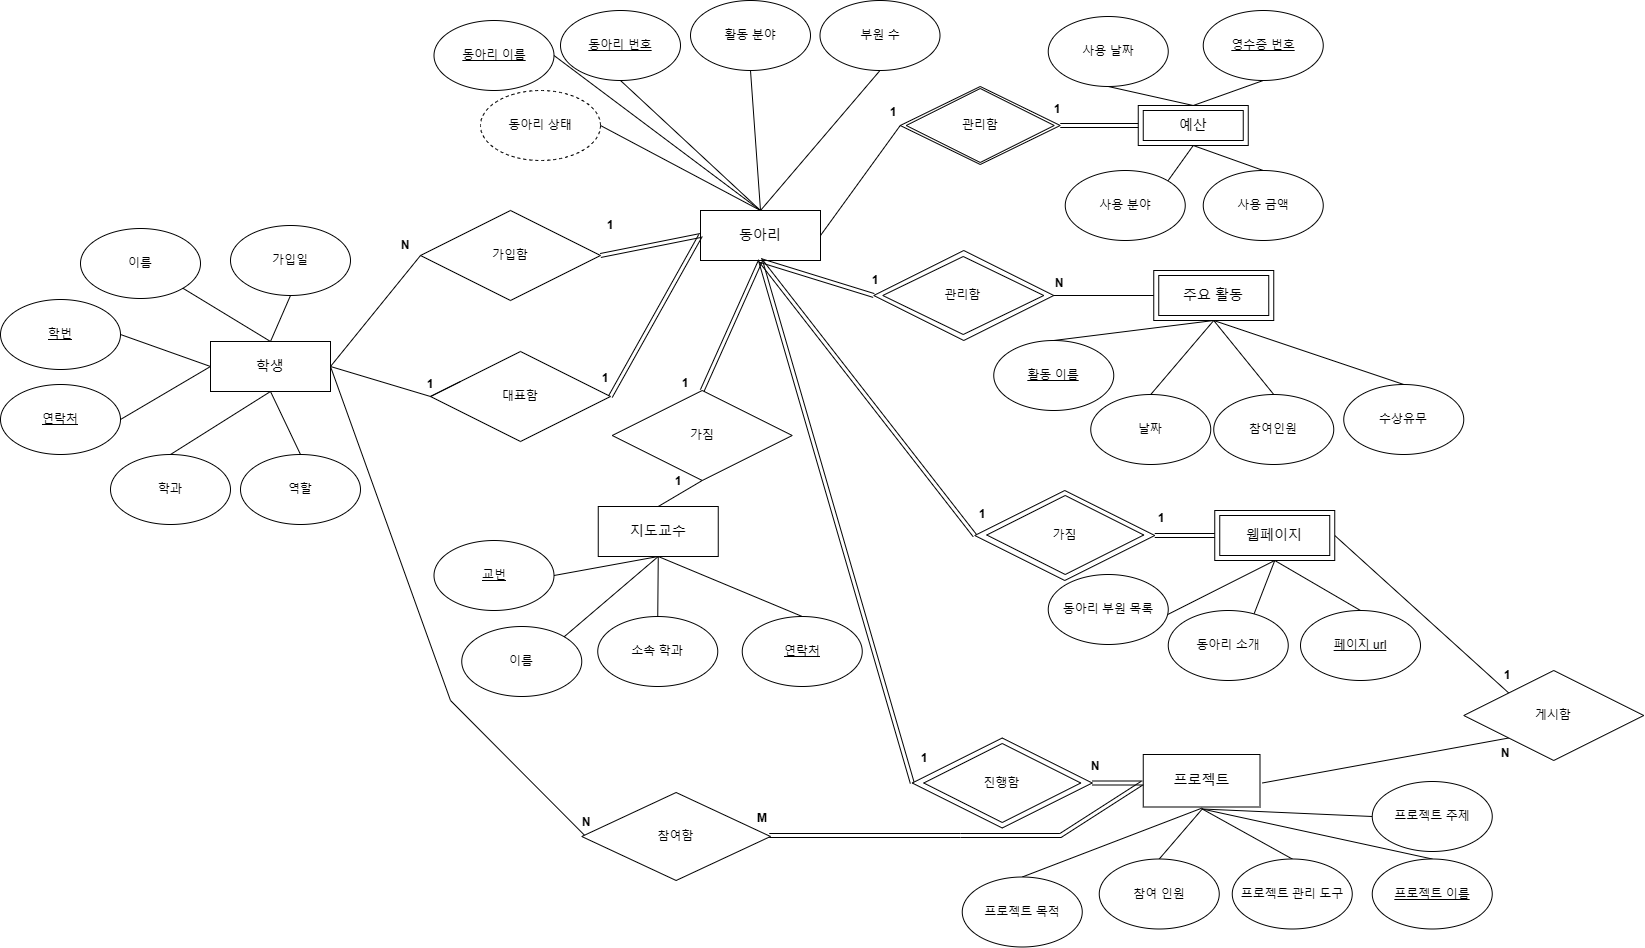 동아리 이름
동아리 번호
활동 분야
부원 수
동아리 상태
사용 날짜
영수증 번호
1
관리함
1
예산
사용 분야
사용 금액
이름
가입일
학번
연락처
학생
학과
역할
N
가입함
1
동아리
1
대표함
1
1
관리함
N
주요 활동
활동 이름
날짜
참여인원
수상유무
1
가짐
1
지도교수
교번
이름
소속 학과
연락처
1
가짐
1
웹페이지
동아리 부원 목록
동아리 소개
페이지 url
1
게시함
N
1
진행함
N
프로젝트
N
참여함
M
프로젝트 주제
프로젝트 목적
참여 인원
프로젝트 관리 도구
프로젝트 이름